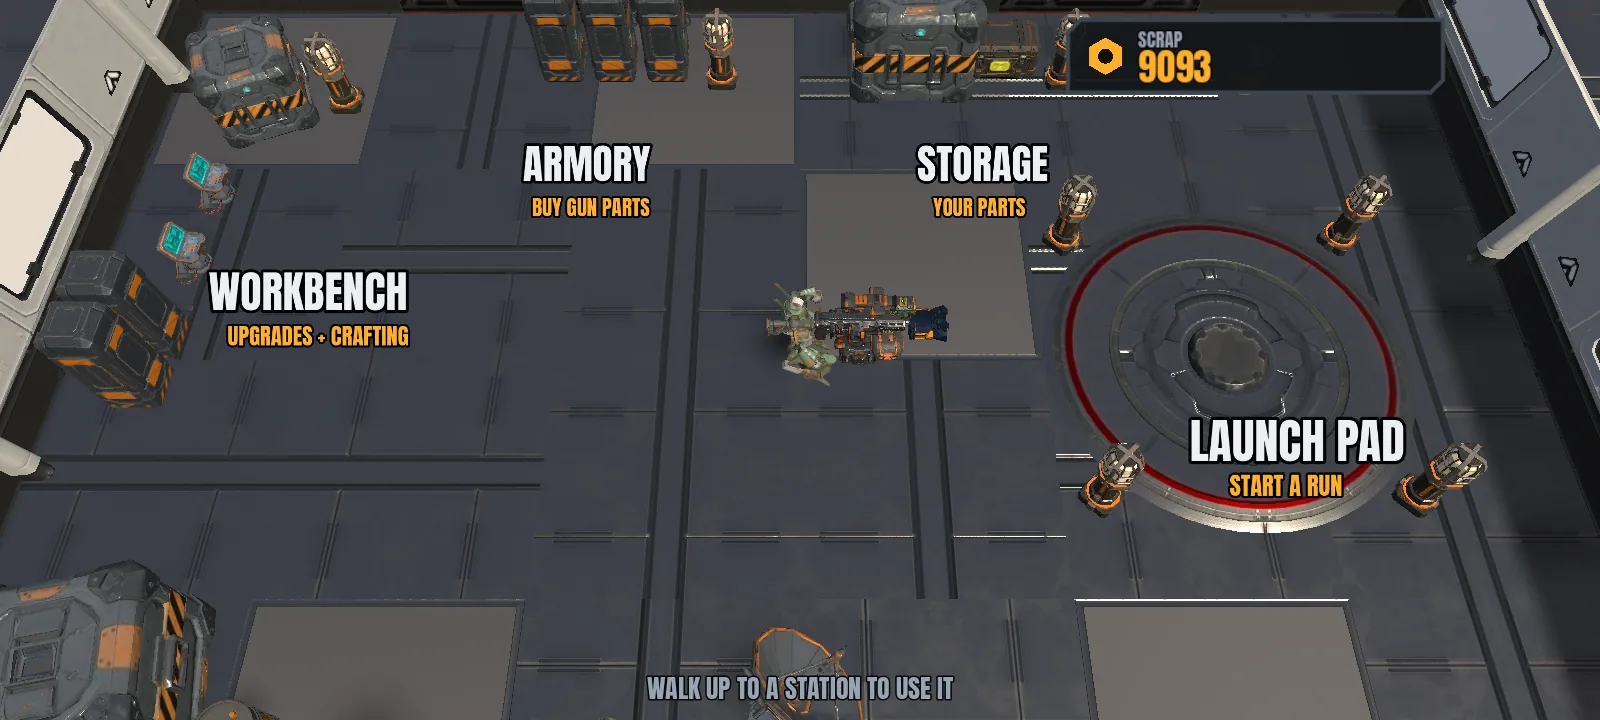 SCRAP
9093
ARMORY
BUY GUN PARTS
STORAGE
YOUR PARTS
WORKBENCH
UPGRADES + CRAFTING
LAUNCH PAD
START A RUN
WALK UP TO A STATION TO USE IT